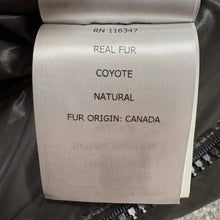 RN 116347
REAL FUR
COYOTE
NATURAL
FUR ORIGIN: CANADA